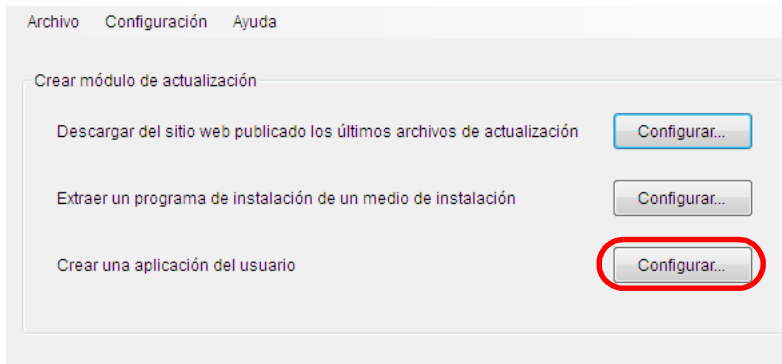 Archivo Configuración Ayuda
Crear módulo de actualización
Descargar del sitio web publicado los últimos archivos de actualización Configurar...
Extraer un programa de instalación de un medio de instalación Configurar...
Crear una aplicación del usuario Configurar...